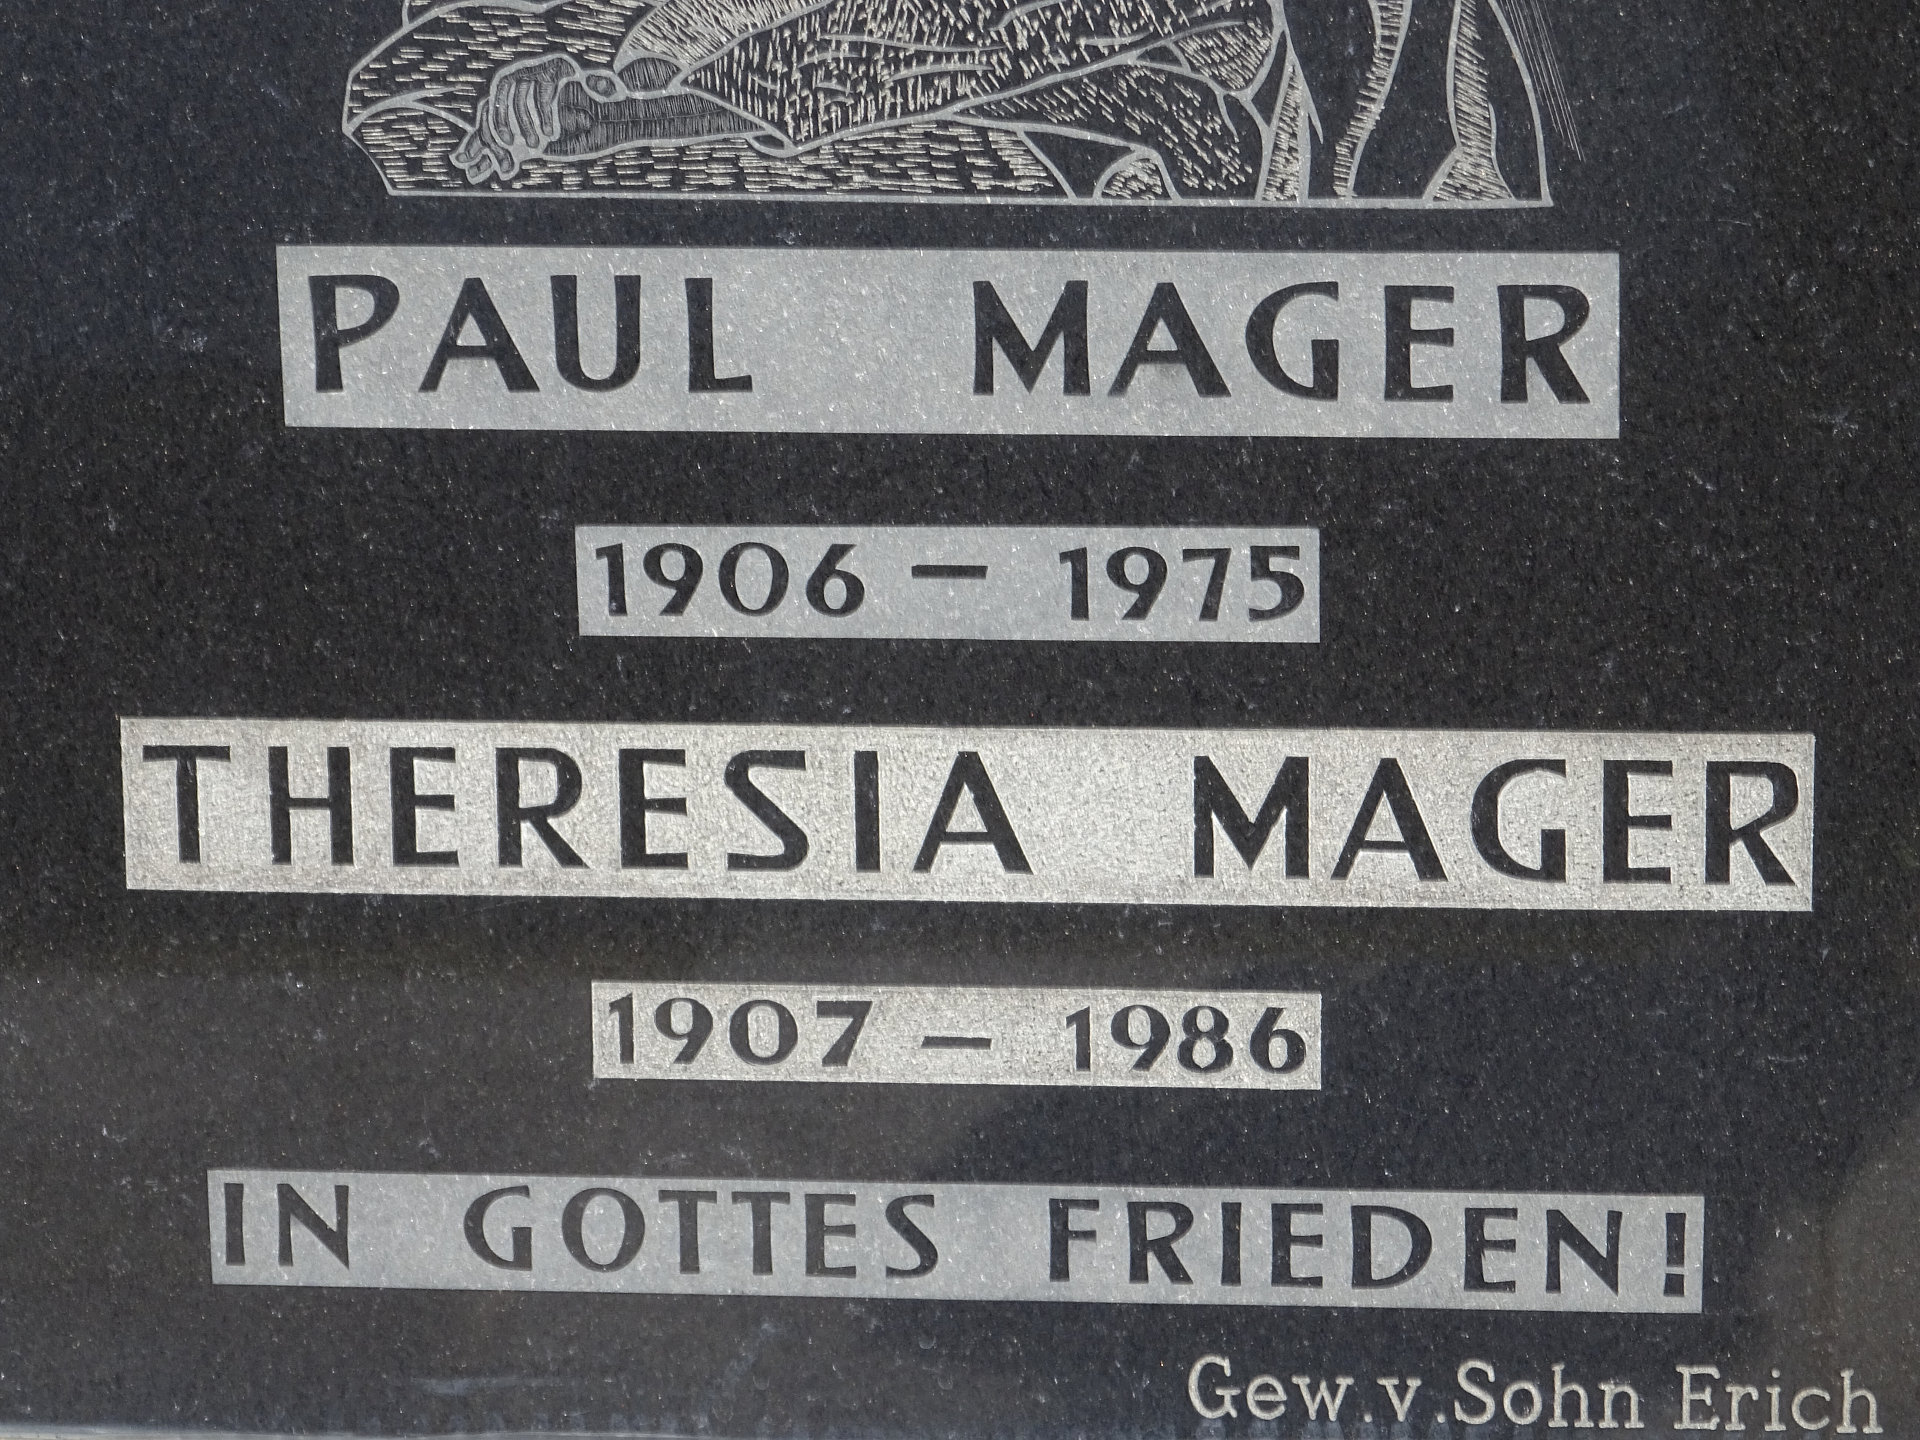 PAUL MAGER
1906 – 1975
THERESIA MAGER
1907 – 1986
IN GOTTES FRIEDEN!
Gew.v.Sohn Erich